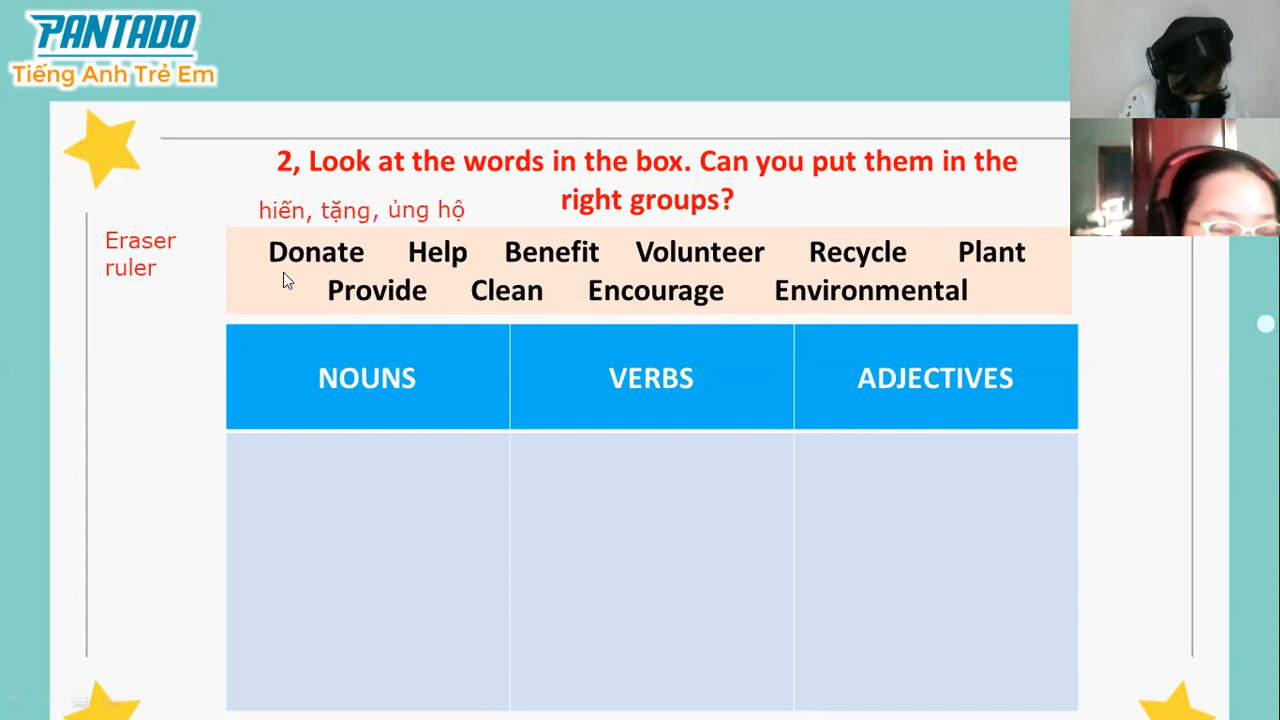 PANTADO
Tiếng Anh Trẻ Em
2, Look at the words in the box. Can you put them in the
right groups?
hiến, tặng, ủng hộ
Eraser
ruler
Donate Help Benefit Volunteer Recycle Plant
Provide Clean Encourage Environmental
NOUNS VERBS ADJECTIVES